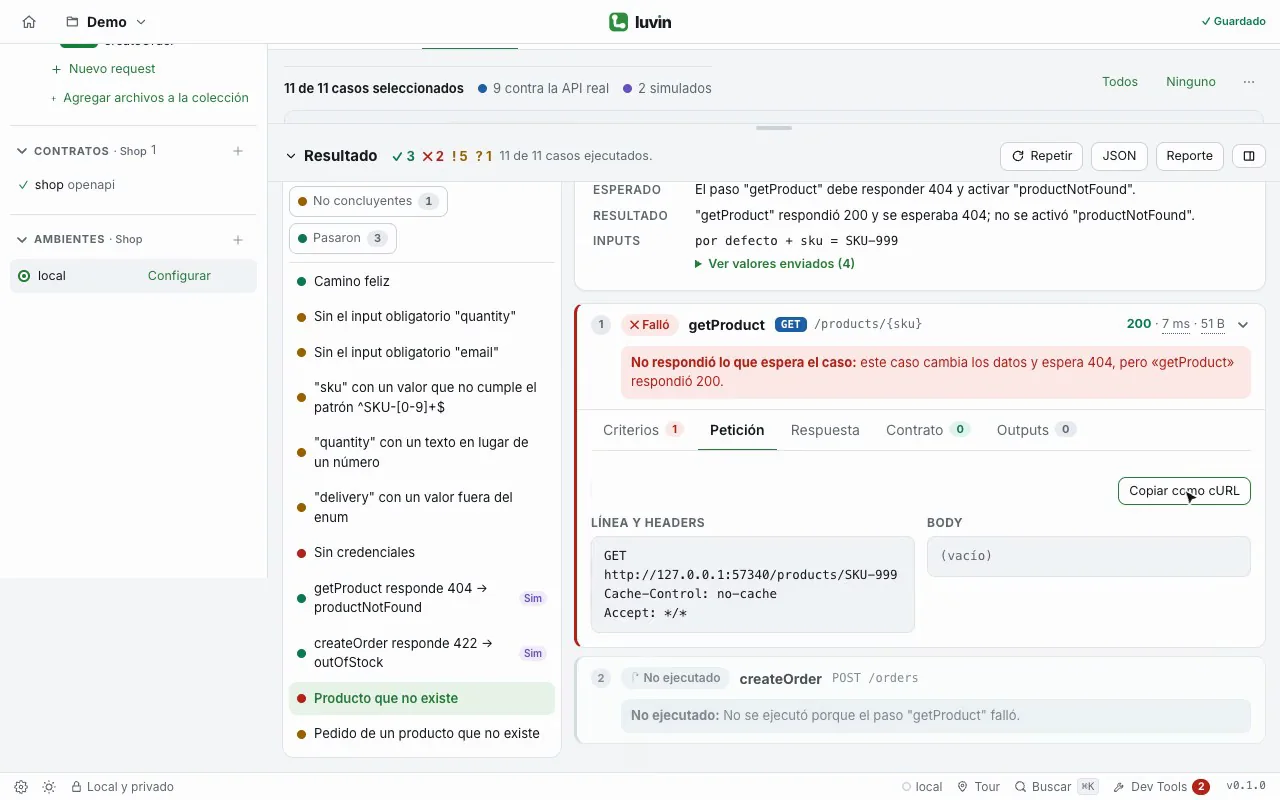 Demo
luvin
Guardado
createOrder
+ Nuevo request
+ Agregar archivos a la colección
CONTRATOS · Shop 1 +
shop openapi
AMBIENTES · Shop +
local Configurar
11 de 11 casos seleccionados 9 contra la API real 2 simulados
Todos Ninguno ···
Resultado ✓ 3 ✕ 2 ! 5 ? 1 11 de 11 casos ejecutados.
Repetir JSON Reporte
No concluyentes 1
Pasaron 3
Camino feliz
Sin el input obligatorio "quantity"
Sin el input obligatorio "email"
"sku" con un valor que no cumple el
patrón ^SKU-[0-9]+$
"quantity" con un texto en lugar de
un número
"delivery" con un valor fuera del
enum
Sin credenciales
getProduct responde 404 →
productNotFound Sim
createOrder responde 422 →
outOfStock Sim
Producto que no existe
Pedido de un producto que no existe
ESPERADO El paso "getProduct" debe responder 404 y activar "productNotFound".
RESULTADO "getProduct" respondió 200 y se esperaba 404; no se activó "productNotFound".
INPUTS por defecto + sku = SKU-999
Ver valores enviados (4)
1 ✕ Falló getProduct GET /products/{sku} 200 · 7 ms · 51 B
No respondió lo que espera el caso: este caso cambia los datos y espera 404, pero «getProduct»
respondió 200.
Criterios 1 Petición Respuesta Contrato 0 Outputs 0
Copiar como cURL
LÍNEA Y HEADERS BODY
GET
http://127.0.0.1:57340/products/SKU-999
Cache-Control: no-cache
Accept: */*
(vacío)
2 No ejecutado createOrder POST /orders
No ejecutado: No se ejecutó porque el paso "getProduct" falló.
Local y privado
local Tour Buscar ⌘K Dev Tools 2 v0.1.0